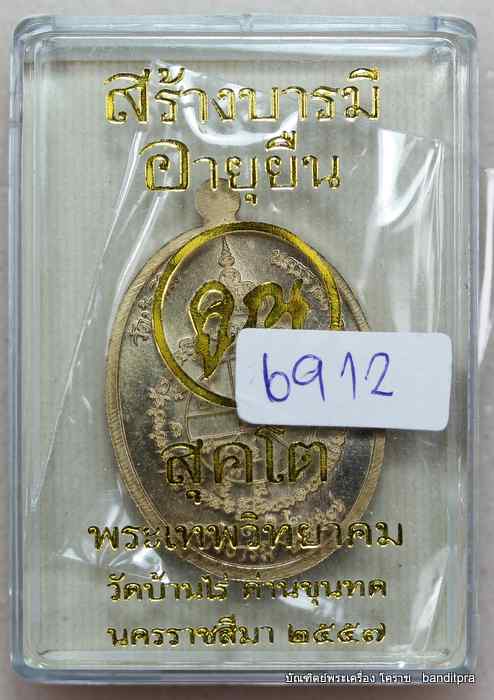 สร้างบารมี
อายุยืน
คูณ
6912
สุคโต
พระเทพวิทยาคม
วัดบ้านไร่ ด่านขุนทด
นครราชสีมา ๒๕๕๗
บัณฑิตย์พระเครื่อง โคราช _banditpra